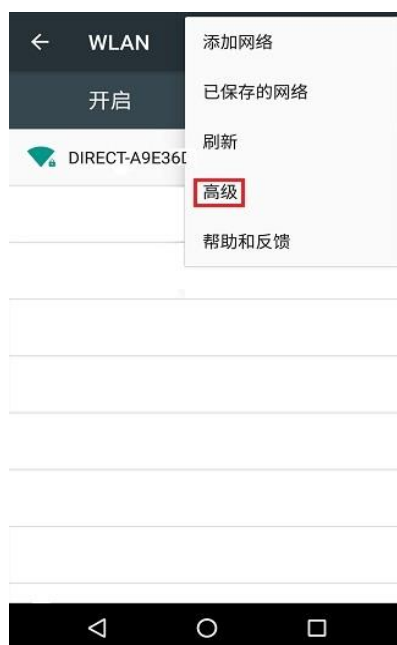 WLAN
开启
DIRECT-A9E36D
添加网络
已保存的网络
刷新
高级
帮助和反馈